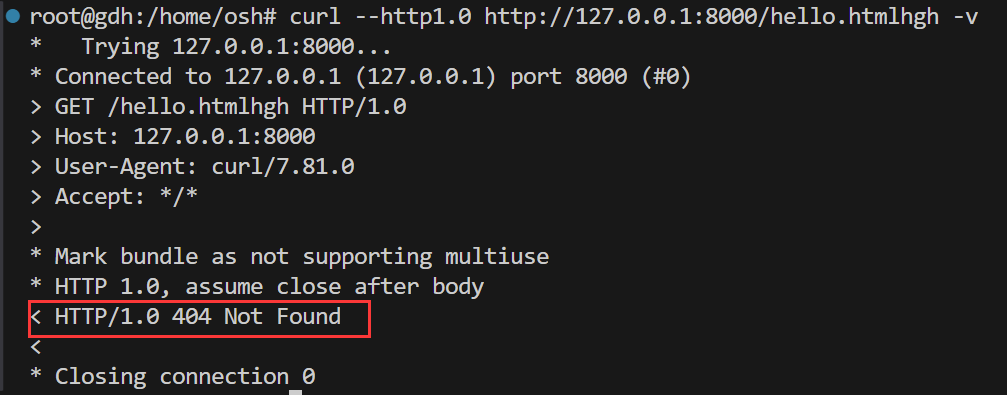 root@gdh:/home/osh# curl --http1.0 http://127.0.0.1:8000/hello.htmlhgh -v
*   Trying 127.0.0.1:8000...
* Connected to 127.0.0.1 (127.0.0.1) port 8000 (#0)
> GET /hello.htmlhgh HTTP/1.0
> Host: 127.0.0.1:8000
> User-Agent: curl/7.81.0
> Accept: */*
>
* Mark bundle as not supporting multiuse
* HTTP 1.0, assume close after body
< HTTP/1.0 404 Not Found
<
* Closing connection 0